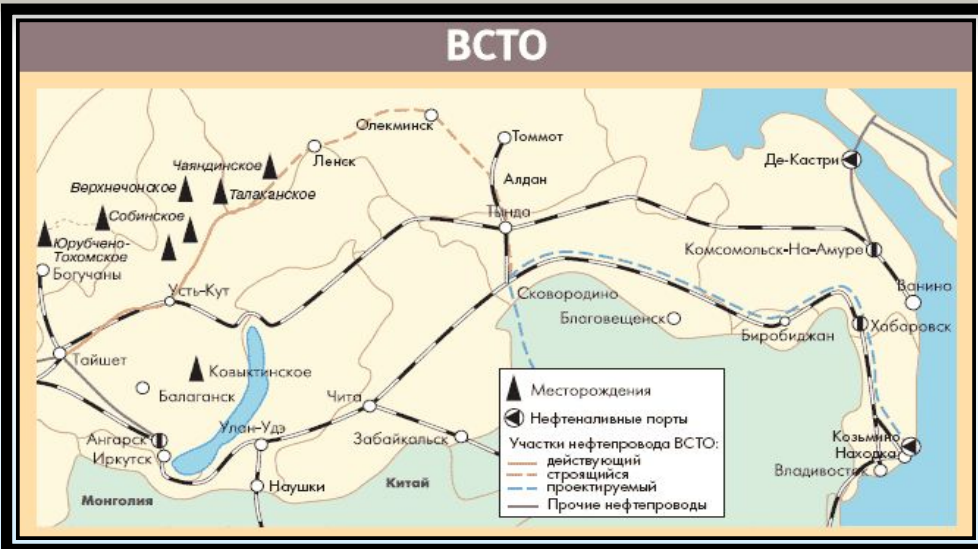 ВСТО
Олекминск
Томмот
Ленск
Чаяндинское
Де-Кастри
Алдан
Верхнечонское
Талаканское
Собинское
Тында
Юрубчено-
Тохомское
Комсомольск-На-Амуре
Богучаны
Усть-Кут
Сковородино
Ванино
Благовещенск
Хабаровск
Биробиджан
Тайшет
Ковыктинское
Балаганск
Месторождения
Чита
Нефтеналивные порты
Улан-Удэ
Ангарск
Забайкальск
Участки нефтепровода ВСТО:
Козьмино
Иркутск
действующий
Находка
строящийся
Владивосток
Наушки
Китай
проектируемый
Монголия
Прочие нефтепроводы